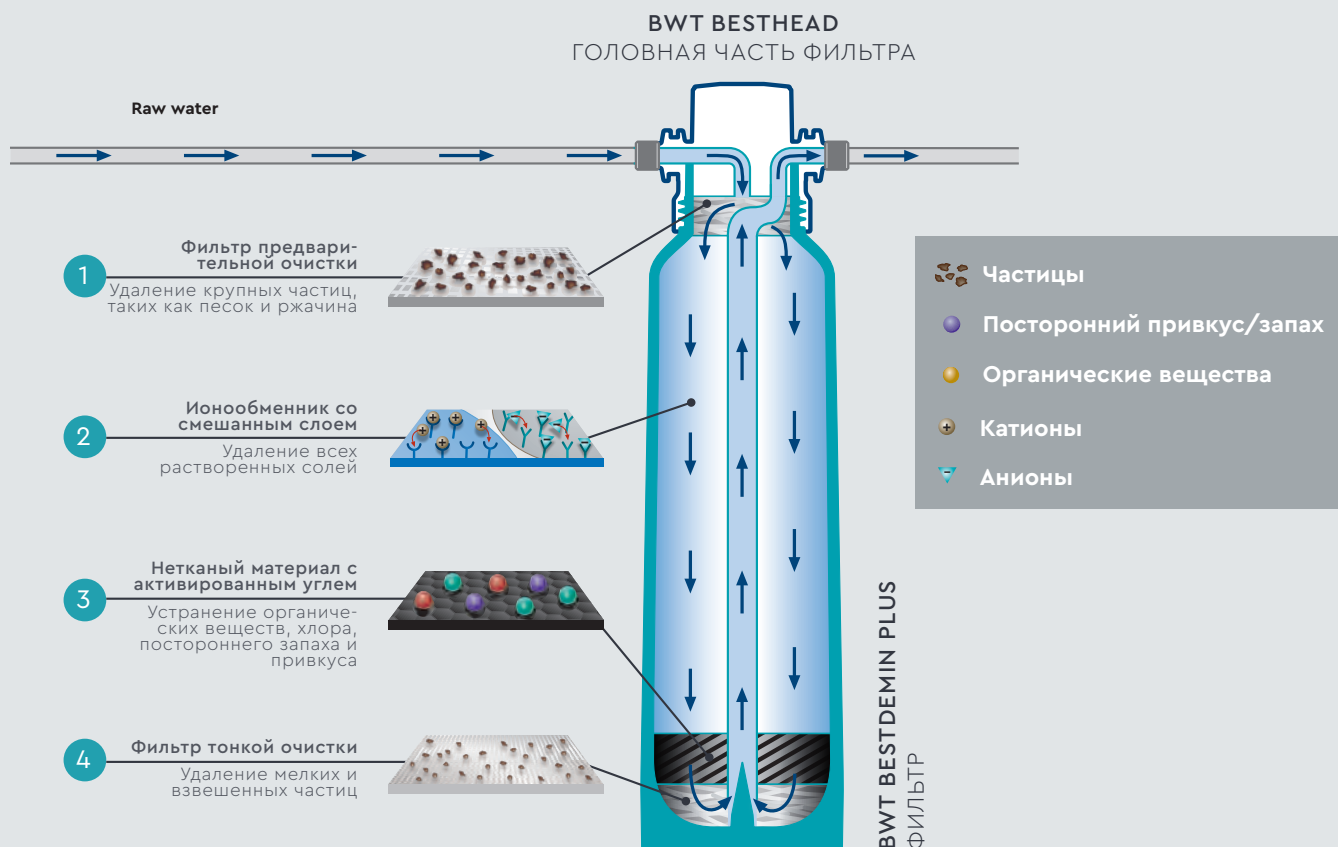 BWT BESTHEAD
ГОЛОВНАЯ ЧАСТЬ ФИЛЬТРА
Raw water
1
Фильтр предвари-
тельной очистки
Удаление крупных частиц,
таких как песок и ржачина
2
Ионообменник со
смешанным слоем
Удаление всех
растворенных солей
3
Нетканый материал с
активированным углем
Устранение органиче-
ских веществ, хлора,
постороннего запаха и
привкуса
4
Фильтр тонкой очистки
Удаление мелких и
взвешенных частиц
Частицы
Посторонний привкус/запах
Органические вещества
Катионы
Анионы
BWT BESTDEMIN PLUS
ФИЛЬТР